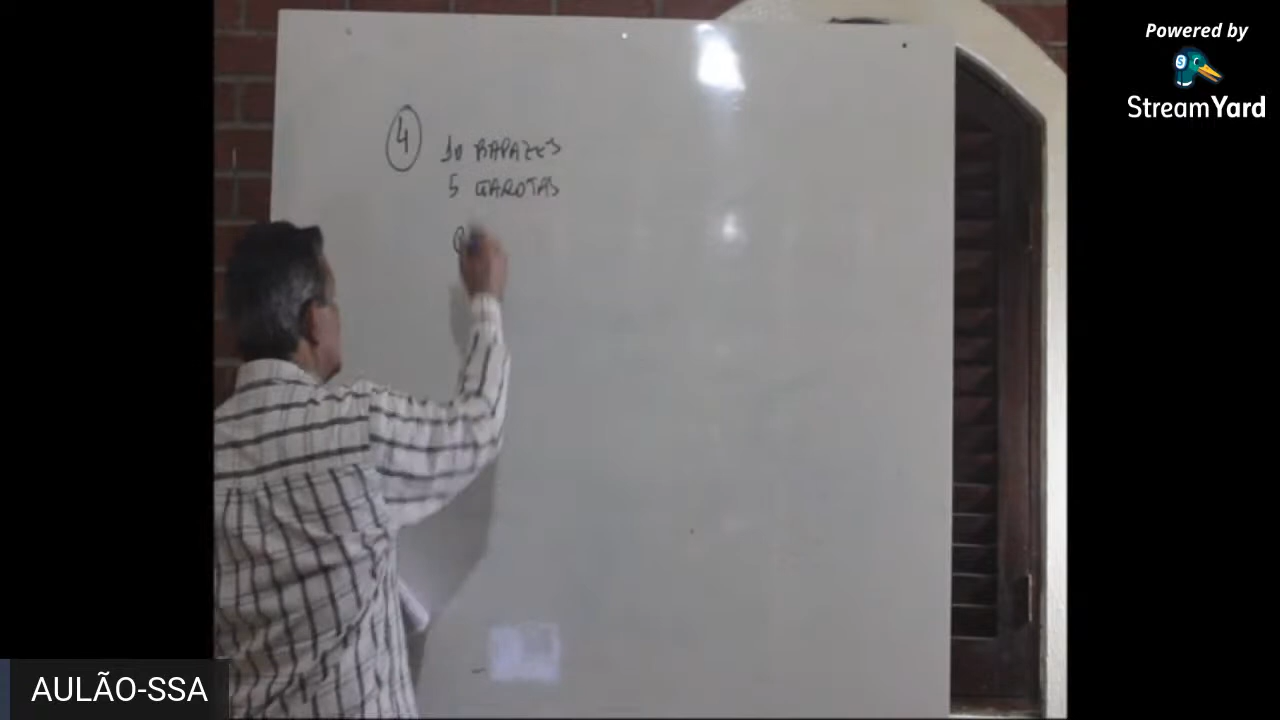 Powered by
StreamYard
4 10 RAPAZES
5 GAROTAS
AULÃO-SSA